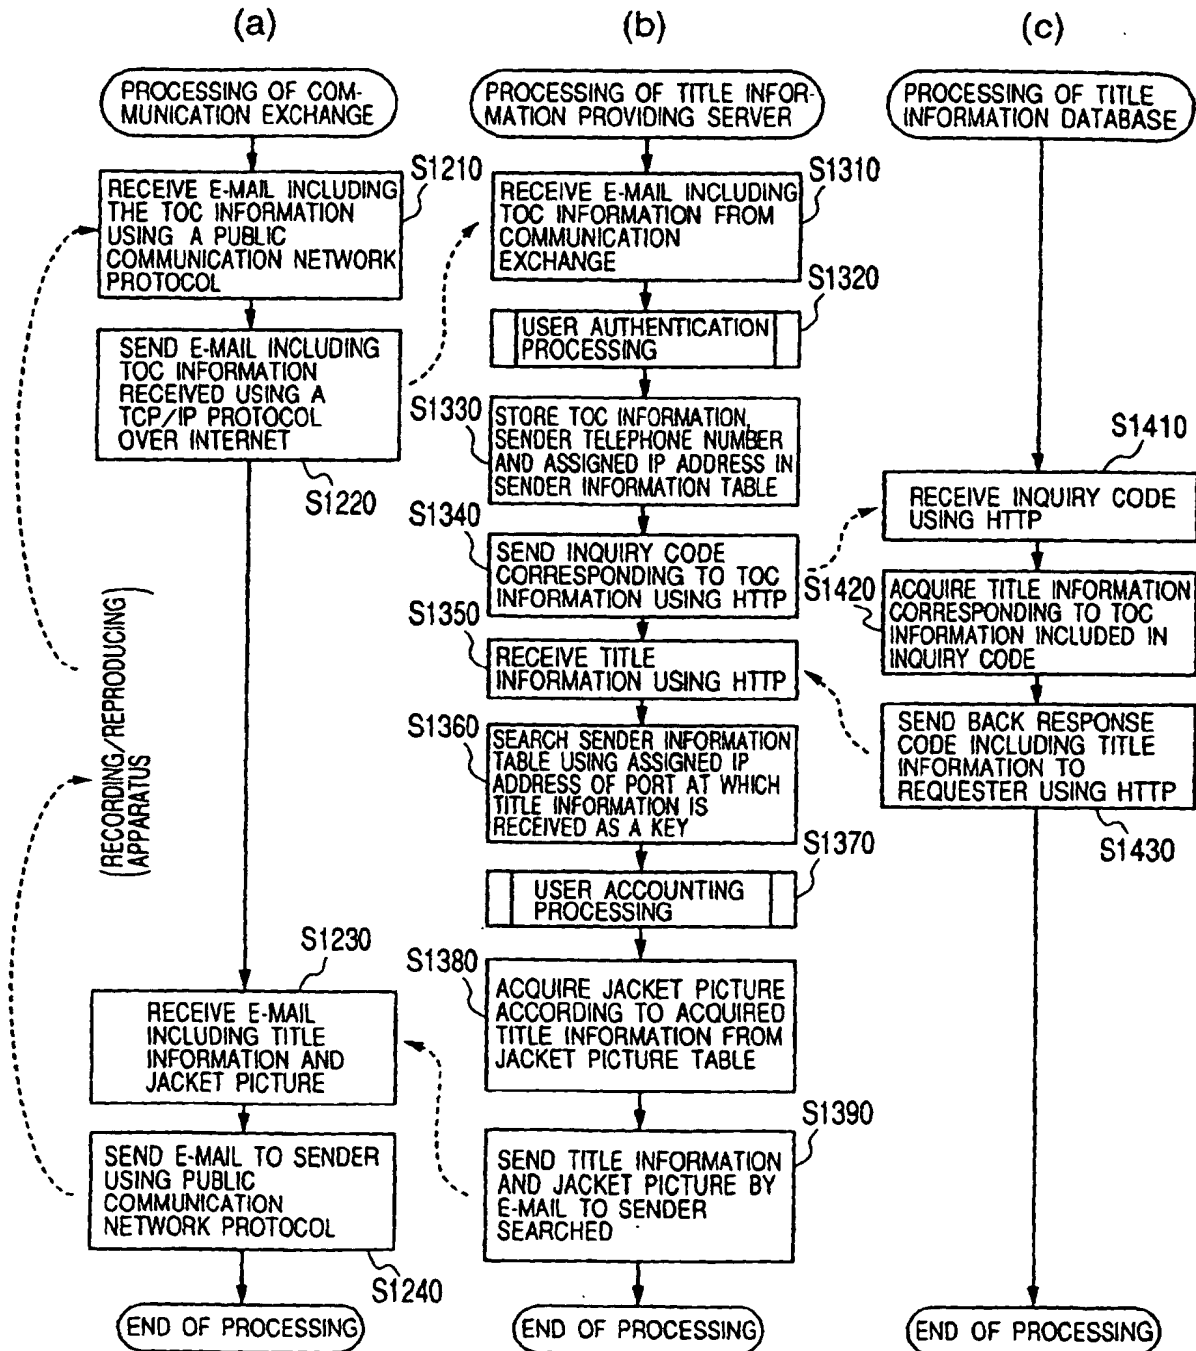 (a)
(b)
(c)
PROCESSING OF COM-
MUNICATION EXCHANGE
PROCESSING OF TITLE INFOR-
MATION PROVIDING SERVER
PROCESSING OF TITLE
INFORMATION DATABASE
S1210
RECEIVE E-MAIL INCLUDING
THE TOC INFORMATION
USING A PUBLIC
COMMUNICATION NETWORK
PROTOCOL
SEND E-MAIL INCLUDING
TOC INFORMATION
RECEIVED USING A
TCP/IP PROTOCOL
OVER INTERNET
S1220
(RECORDING/REPRODUCING)
(APPARATUS)
S1230
RECEIVE E-MAIL
INCLUDING TITLE
INFORMATION AND
JACKET PICTURE
SEND E-MAIL TO SENDER
USING PUBLIC
COMMUNICATION
NETWORK PROTOCOL
S1240
END OF PROCESSING
S1310
RECEIVE E-MAIL INCLUDING
TOC INFORMATION FROM
COMMUNICATION
EXCHANGE
S1320
USER AUTHENTICATION
PROCESSING
S1330
STORE TOC INFORMATION,
SENDER TELEPHONE NUMBER
AND ASSIGNED IP ADDRESS IN
SENDER INFORMATION TABLE
S1340
SEND INQUIRY CODE
CORRESPONDING TO TOC
INFORMATION USING HTTP
S1350
RECEIVE TITLE
INFORMATION USING HTTP
S1360
SEARCH SENDER INFORMATION
TABLE USING ASSIGNED IP
ADDRESS OF PORT AT WHICH
TITLE INFORMATION IS
RECEIVED AS A KEY
S1370
USER ACCOUNTING
PROCESSING
S1380
ACQUIRE JACKET PICTURE
ACCORDING TO ACQUIRED
TITLE INFORMATION FROM
JACKET PICTURE TABLE
S1390
SEND TITLE INFORMATION
AND JACKET PICTURE BY
E-MAIL TO SENDER
SEARCHED
END OF PROCESSING
S1410
RECEIVE INQUIRY CODE
USING HTTP
S1420
ACQUIRE TITLE INFORMATION
CORRESPONDING TO TOC
INFORMATION INCLUDED IN
INQUIRY CODE
SEND BACK RESPONSE
CODE INCLUDING TITLE
INFORMATION TO
REQUESTER USING HTTP
S1430
END OF PROCESSING